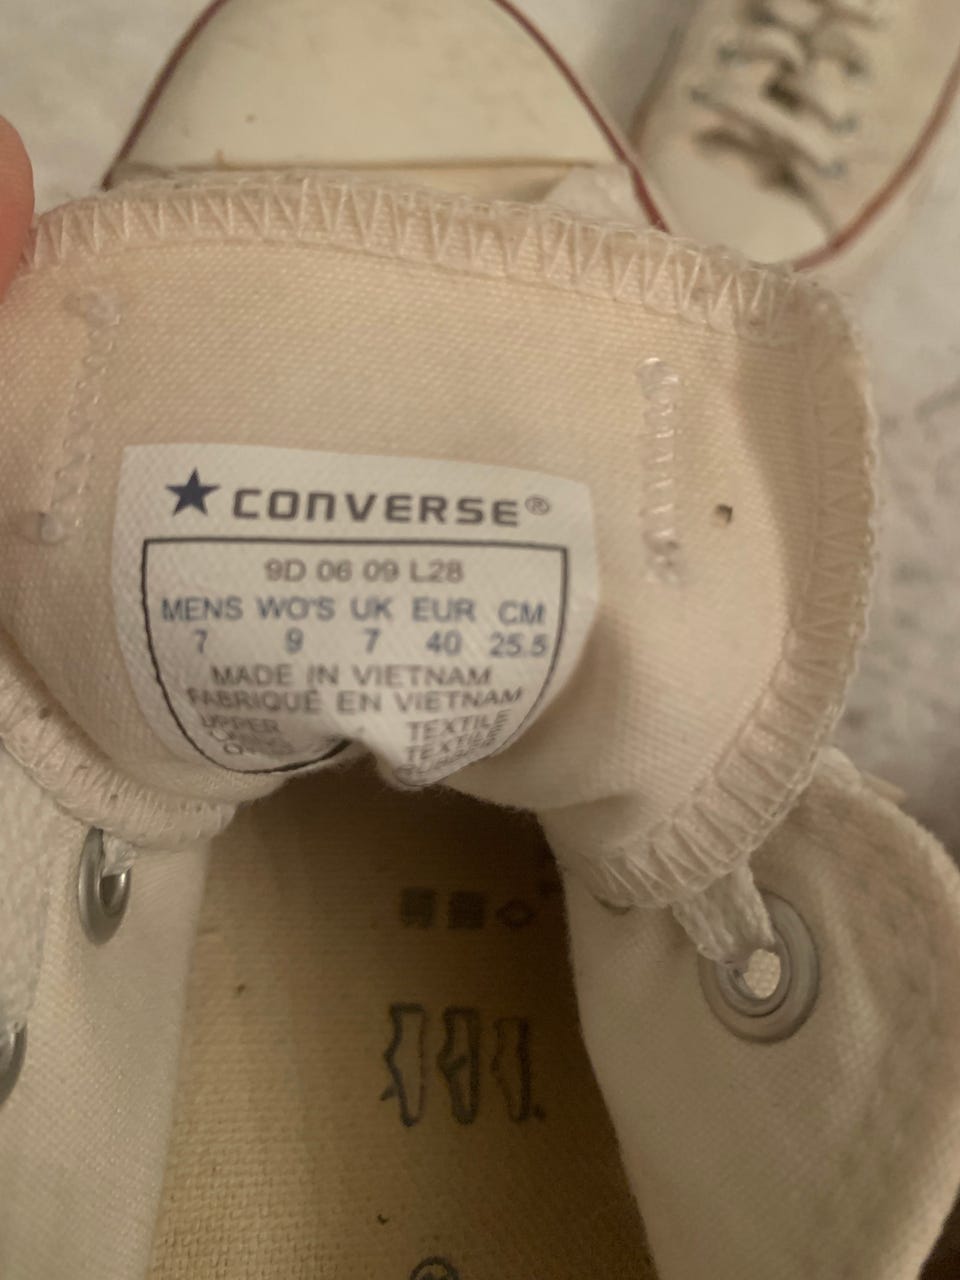 CONVERSE®
9D 06 09 L28
MENS WO'S UK EUR CM
7 9 7 40 25.5
MADE IN VIETNAM
FABRIQUÉ EN VIETNAM
UPPER TEXTILE
TEXTILE